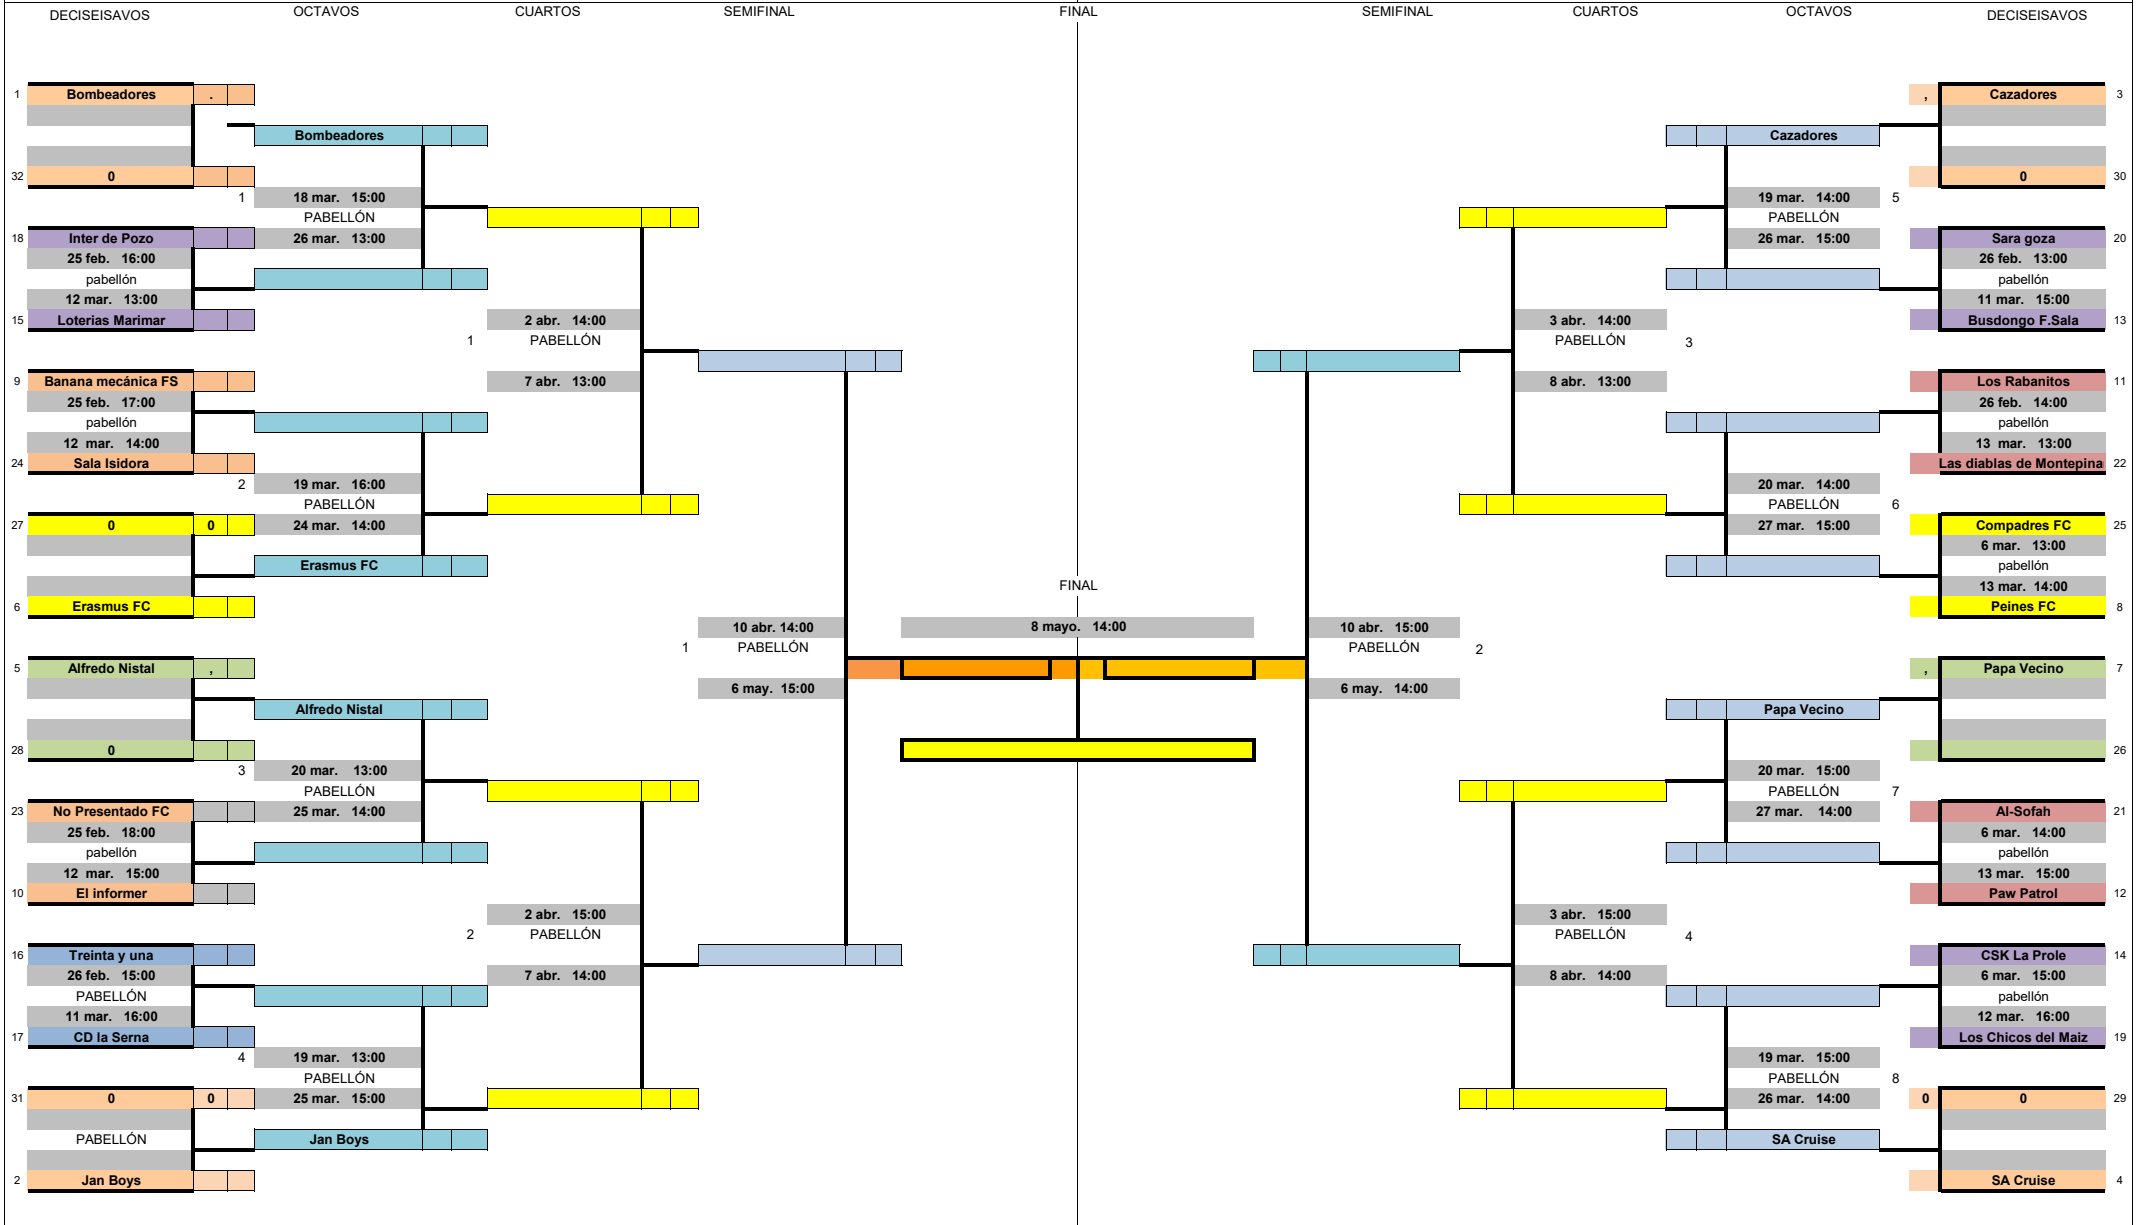 DECISEISAVOS OCTAVOS CUARTOS SEMIFINAL FINAL SEMIFINAL CUARTOS OCTAVOS DECISEISAVOS
1 Bombeadores . , Cazadores 3
Bombeadores Cazadores
32 0 0 30
1 18 mar. 15:00 19 mar. 14:00 5
PABELLÓN PABELLÓN
18 Inter de Pozo 26 mar. 13:00 26 mar. 15:00 Sara goza 20
25 feb. 16:00 26 feb. 13:00
pabellón pabellón
12 mar. 13:00 11 mar. 15:00
15 Loterias Marimar 2 abr. 14:00 3 abr. 14:00 Busdongo F.Sala 13
1 PABELLÓN PABELLÓN 3
9 Banana mecánica FS 7 abr. 13:00 8 abr. 13:00 Los Rabanitos 11
25 feb. 17:00 26 feb. 14:00
pabellón pabellón
12 mar. 14:00 13 mar. 13:00
24 Sala Isidora Las diablas de Montepina 22
2 19 mar. 16:00 20 mar. 14:00
PABELLÓN PABELLÓN 6
27 0 0 24 mar. 14:00 27 mar. 15:00 Compadres FC 25
6 mar. 13:00
Erasmus FC pabellón
FINAL 13 mar. 14:00
6 Erasmus FC Peines FC 8
10 abr. 14:00 8 mayo. 14:00 10 abr. 15:00
1 PABELLÓN PABELLÓN 2
5 Alfredo Nistal , , Papa Vecino 7
6 may. 15:00 6 may. 14:00
Alfredo Nistal Papa Vecino
28 0 26
3 20 mar. 13:00 20 mar. 15:00
PABELLÓN PABELLÓN 7
23 No Presentado FC 25 mar. 14:00 27 mar. 14:00 Al-Sofah 21
25 feb. 18:00 6 mar. 14:00
pabellón pabellón
12 mar. 15:00 13 mar. 15:00
10 El informer Paw Patrol 12
2 abr. 15:00 3 abr. 15:00
2 PABELLÓN PABELLÓN 4
16 Treinta y una CSK La Prole 14
26 feb. 15:00 7 abr. 14:00 8 abr. 14:00 6 mar. 15:00
PABELLÓN pabellón
11 mar. 16:00 12 mar. 16:00
17 CD la Serna Los Chicos del Maiz 19
4 19 mar. 13:00 19 mar. 15:00
PABELLÓN PABELLÓN 8
31 0 0 25 mar. 15:00 26 mar. 14:00 0 0 29
PABELLÓN Jan Boys SA Cruise
2 Jan Boys SA Cruise 4